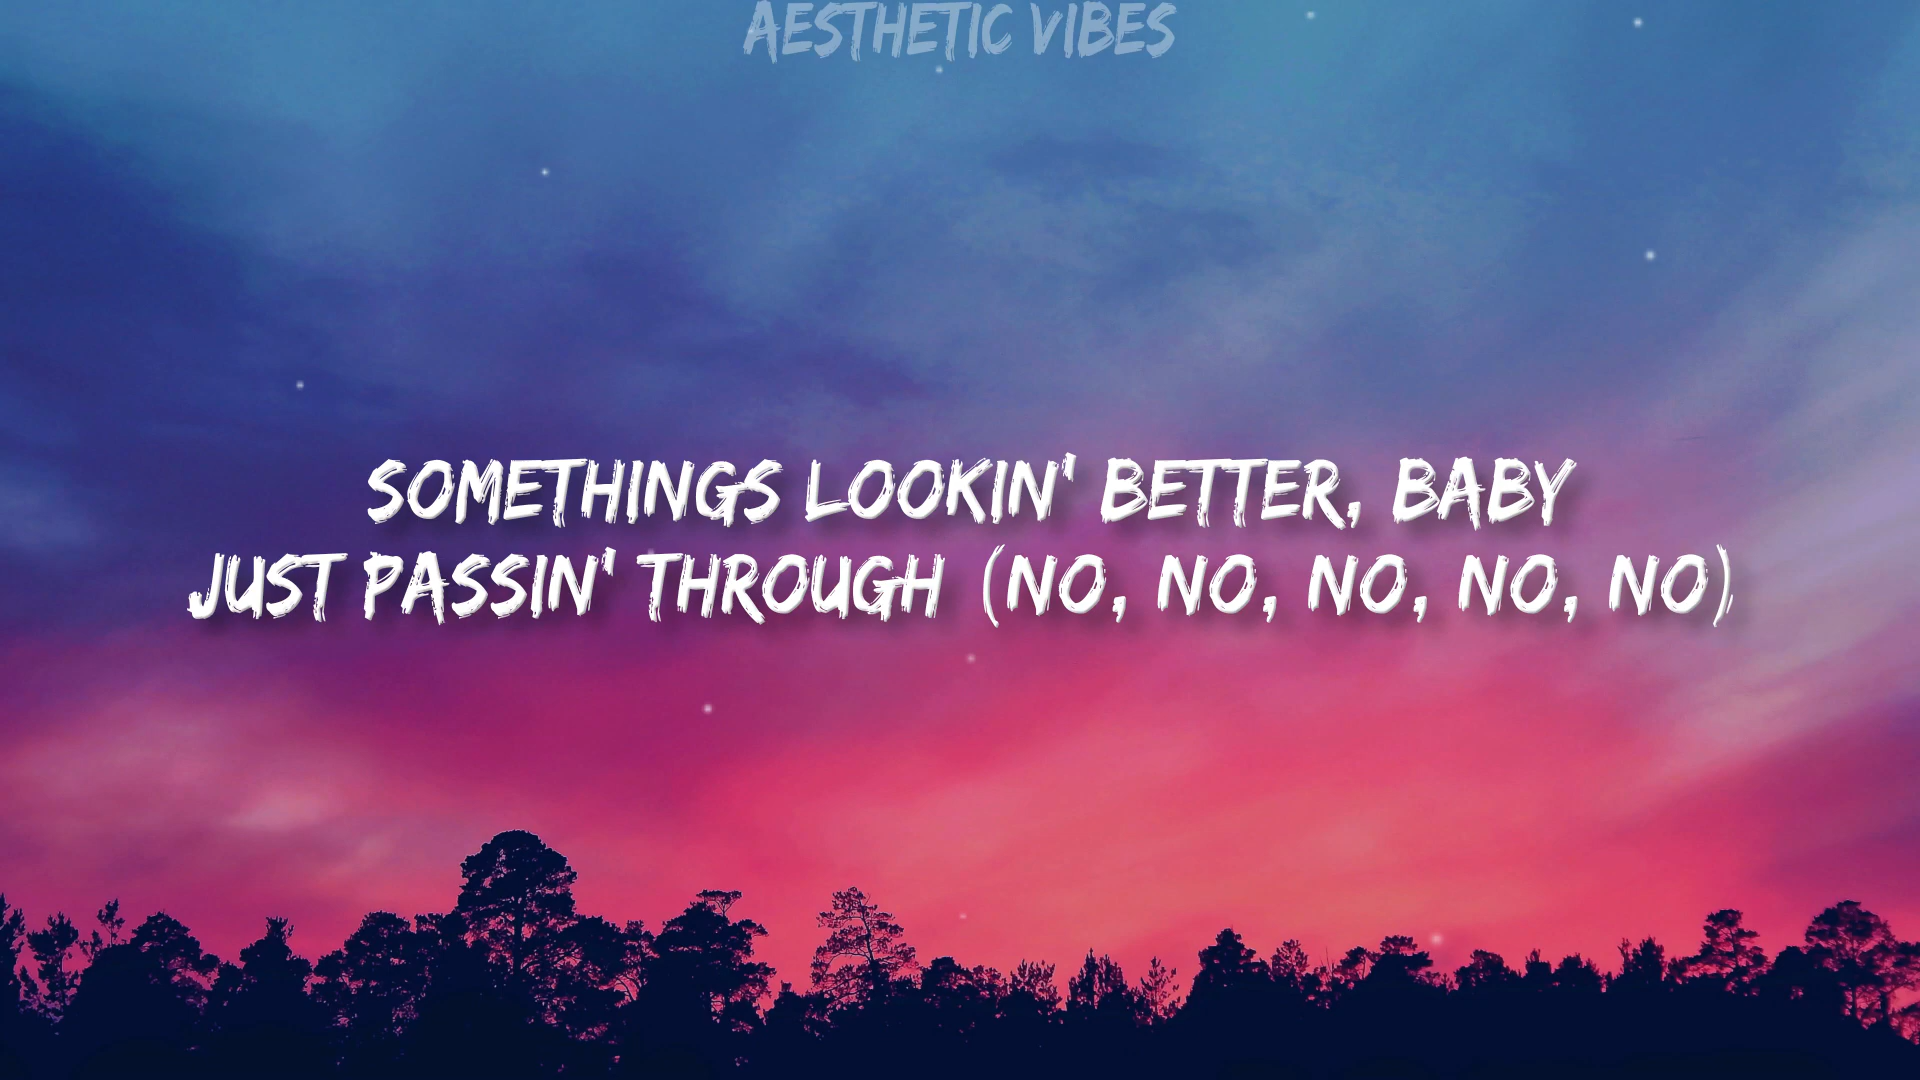 AESTHETIC VIBES
SOMETHINGS LOOKIN' BETTER, BABY
JUST PASSIN' THROUGH (NO, NO, NO, NO, NO)